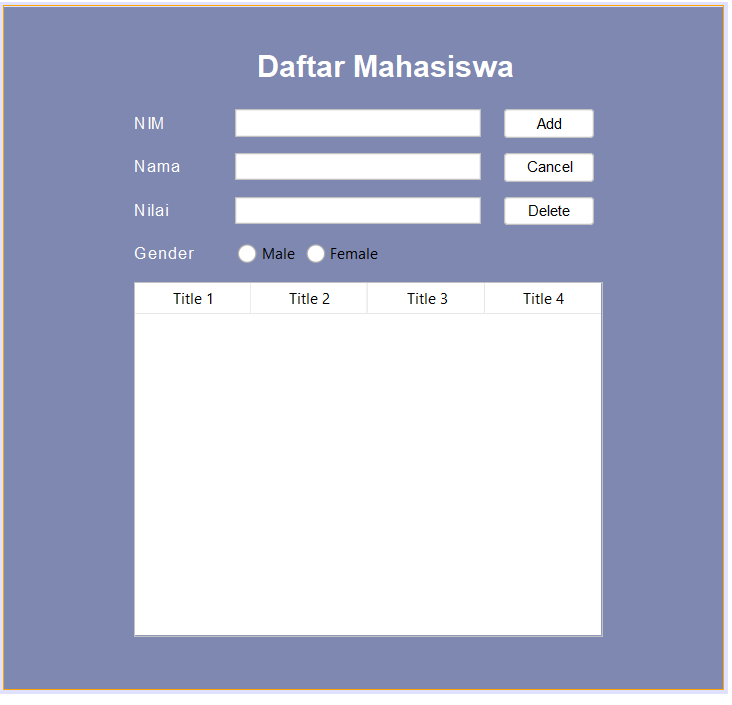 Daftar Mahasiswa
NIM Add
Nama Cancel
Nilai Delete
Gender Male Female
Title 1 Title 2 Title 3 Title 4